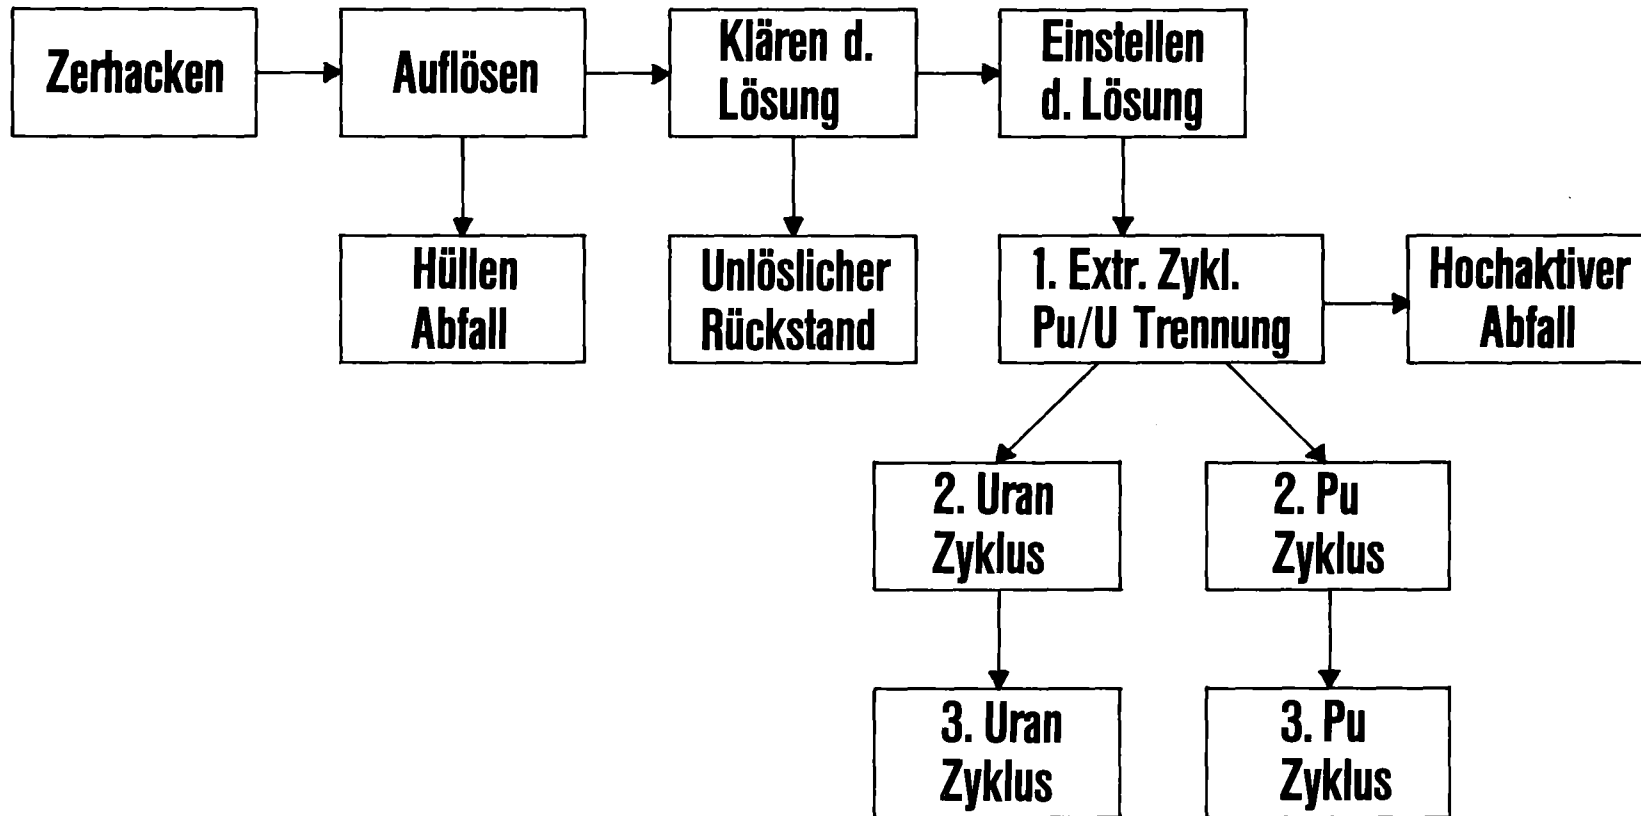 Zerhacken
Auflösen
Klären d.
Lösung
Einstellen
d. Lösung
Hüllen
Abfall
Unlöslicher
Rückstand
1. Extr. Zykl.
Pu/U Trennung
Hochaktiver
Abfall
2. Uran
Zyklus
2. Pu
Zyklus
3. Uran
Zyklus
3. Pu
Zyklus